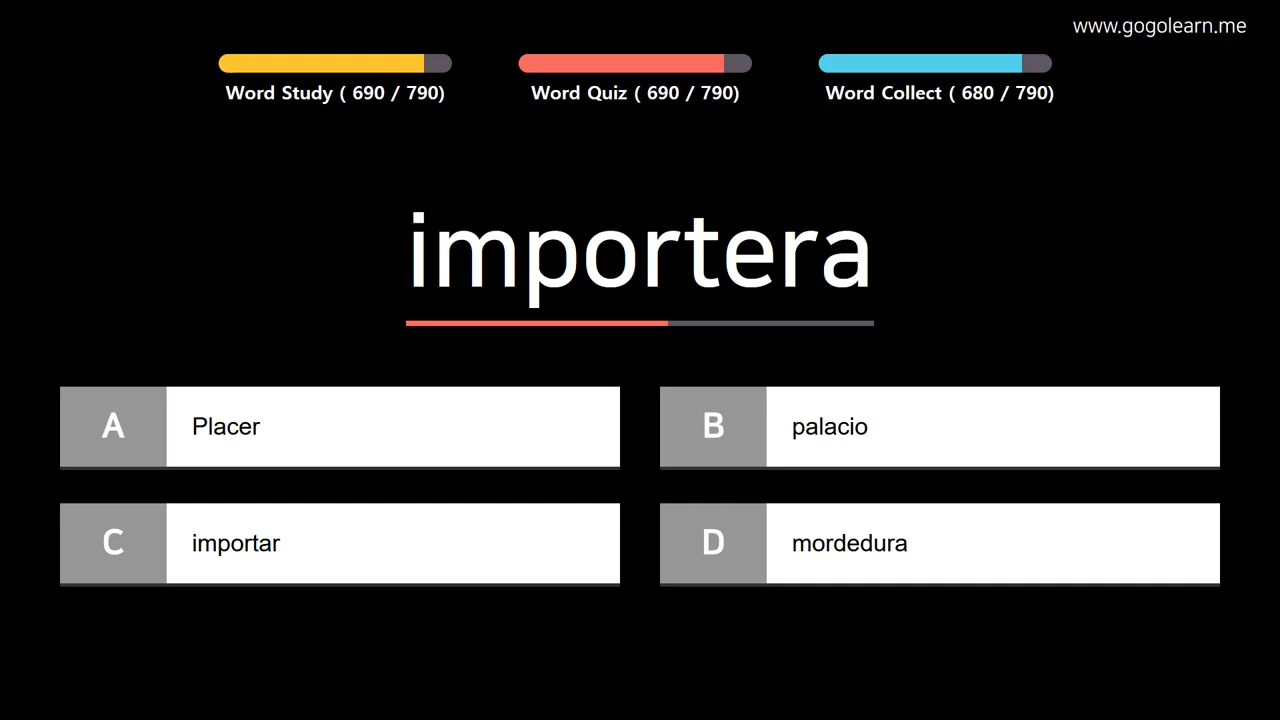 www.gogolearn.me
Word Study ( 690 / 790)
Word Quiz ( 690 / 790)
Word Collect ( 680 / 790)
importera
A Placer
B palacio
C importar
D mordedura